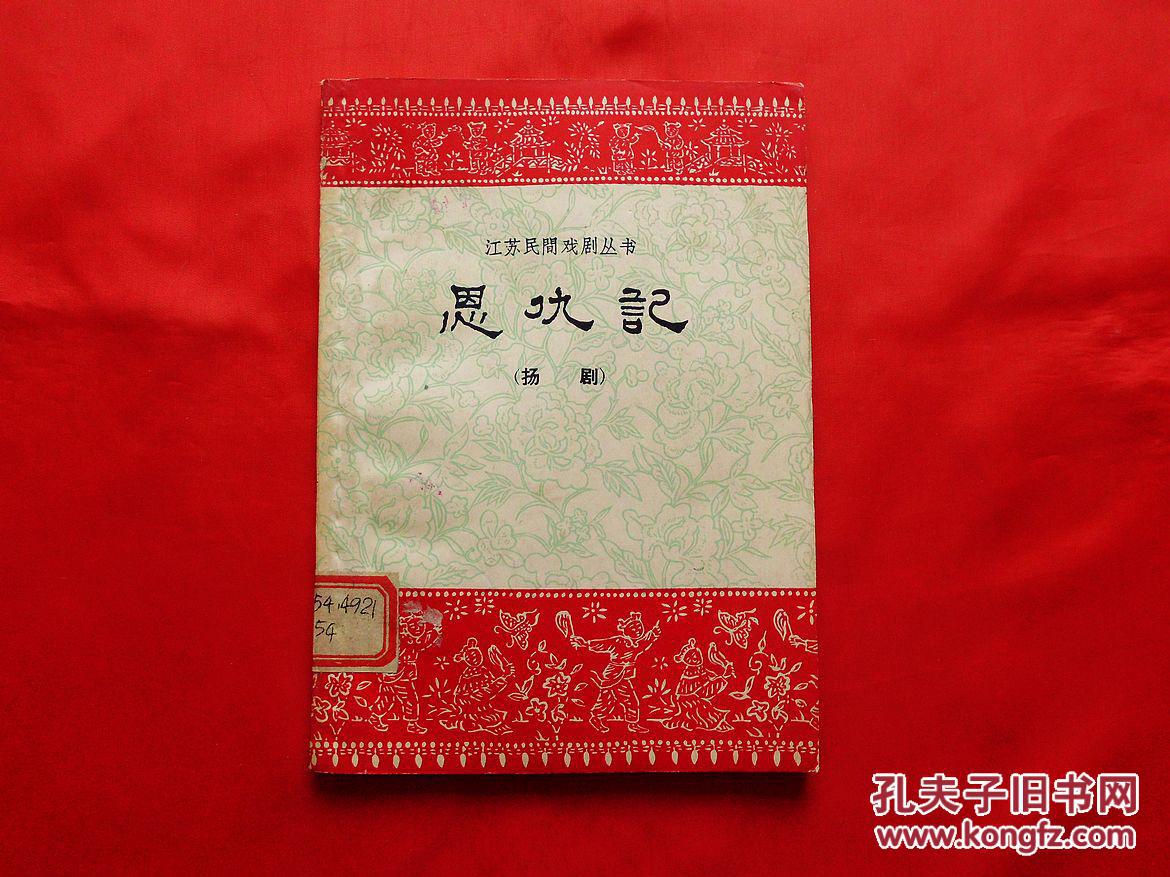 江苏民間戏剧丛书
恩仇記
(扬 剧)
54.4921
54
孔夫子旧书网
www.kongfz.com